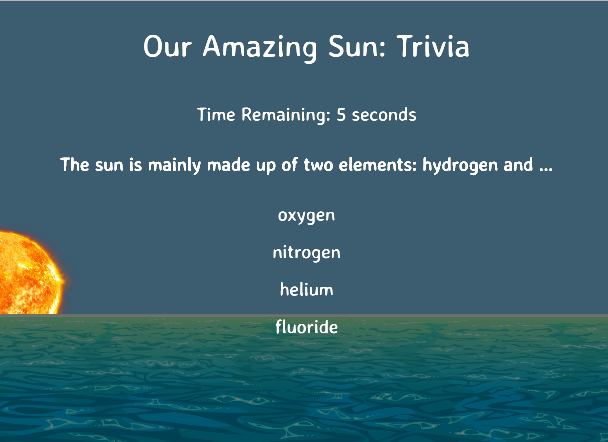 Our Amazing Sun: Trivia
Time Remaining: 5 seconds
The sun is mainly made up of two elements: hydrogen and ...
oxygen
nitrogen
helium
fluoride